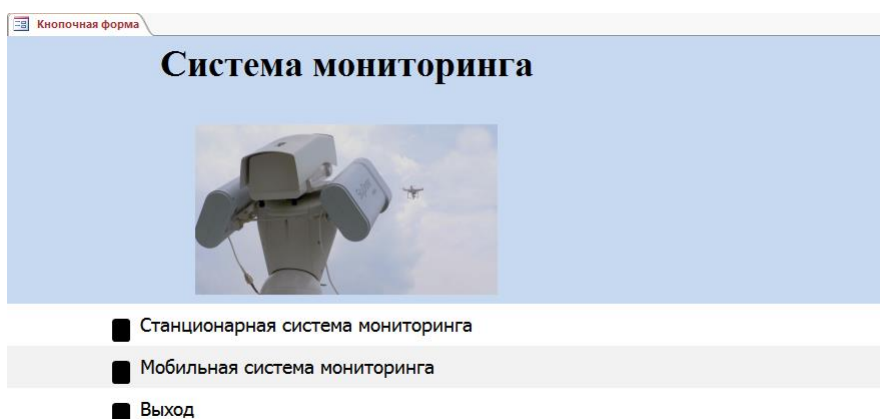 Кнопочная форма
Система мониторинга
Станционарная система мониторинга
Мобильная система мониторинга
Выход